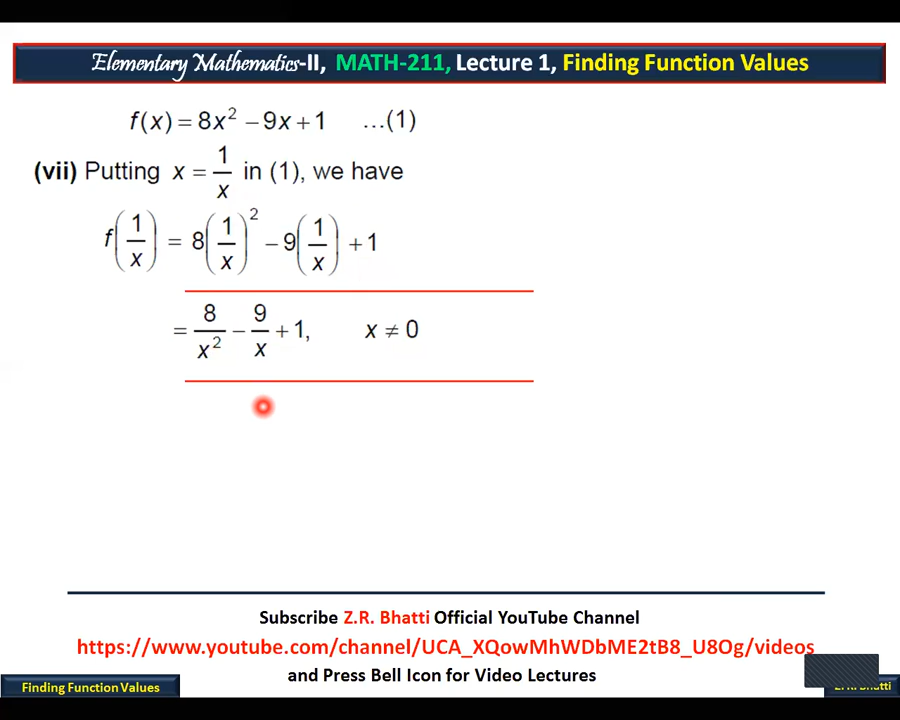 Elementary Mathematics-II, MATH-211, Lecture 1, Finding Function Values
f(x) = 8x² − 9x + 1 ...(1)
(vii) Putting x = 1/x in (1), we have
f(1/x) = 8(1/x)² − 9(1/x) + 1
= 8/x² − 9/x + 1, x ≠ 0
Subscribe Z.R. Bhatti Official YouTube Channel
https://www.youtube.com/channel/UCA_XQowMhWDbME2tB8_U8Og/videos
and Press Bell Icon for Video Lectures
Finding Function Values
Z.R. Bhatti